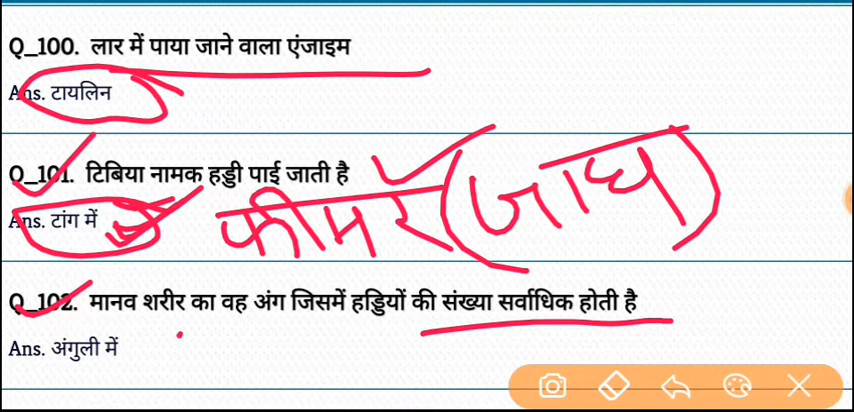 Q_100. लार में पाया जाने वाला एंजाइम
Ans. टायलिन
Q_101. टिबिया नामक हड्डी पाई जाती है
Ans. टांग में
फीमर (जांघ)
Q_102. मानव शरीर का वह अंग जिसमें हड्डियों की संख्या सर्वाधिक होती है
Ans. अंगुली में